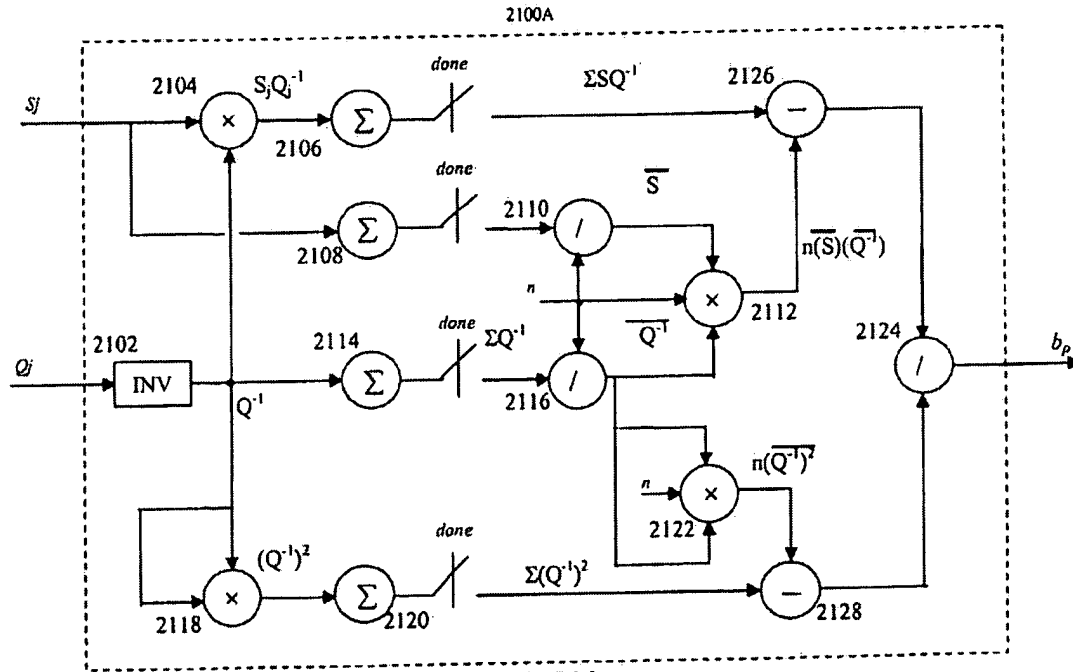 2100A
Sj
2104
×
SjQj⁻¹
2106
Σ
done
ΣSQ⁻¹
2126
−
2108
Σ
done
2110
/
S̅
n
2112
×
n(S̅)(Q̅⁻̅¹̅)
Qj
2102
INV
Q⁻¹
2114
Σ
done
ΣQ⁻¹
2116
/
Q̅⁻̅¹̅
2124
/
bₚ
n
2122
×
n(Q̅⁻̅¹̅)̅²̅
2118
×
(Q⁻¹)²
2120
Σ
done
Σ(Q⁻¹)²
2128
−